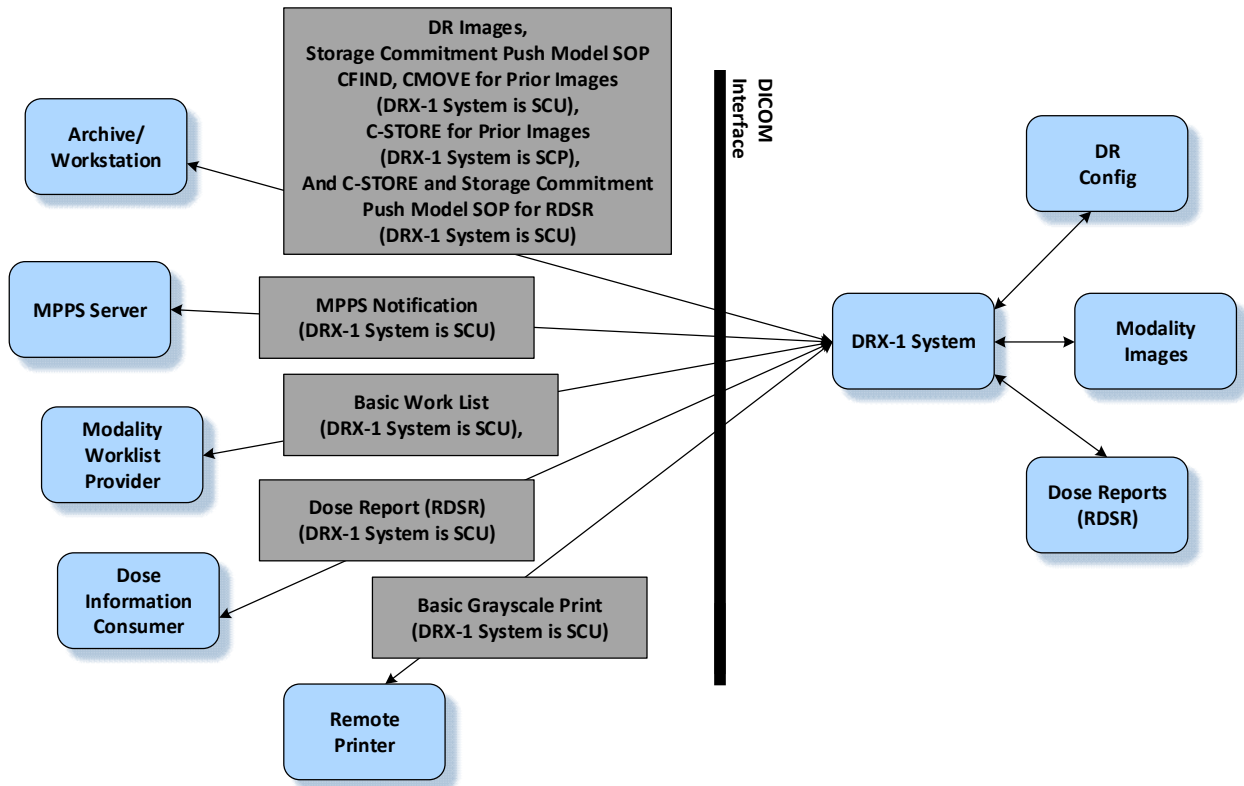 DR Images,
Storage Commitment Push Model SOP
CFIND, CMOVE for Prior Images
(DRX-1 System is SCU),
C-STORE for Prior Images
(DRX-1 System is SCP),
And C-STORE and Storage Commitment
Push Model SOP for RDSR
(DRX-1 System is SCU)
DICOM
Interface
Archive/
Workstation
DR
Config
MPPS Server
MPPS Notification
(DRX-1 System is SCU)
DRX-1 System
Modality
Images
Basic Work List
(DRX-1 System is SCU),
Modality
Worklist
Provider
Dose Report (RDSR)
(DRX-1 System is SCU)
Dose Reports
(RDSR)
Dose
Information
Consumer
Basic Grayscale Print
(DRX-1 System is SCU)
Remote
Printer